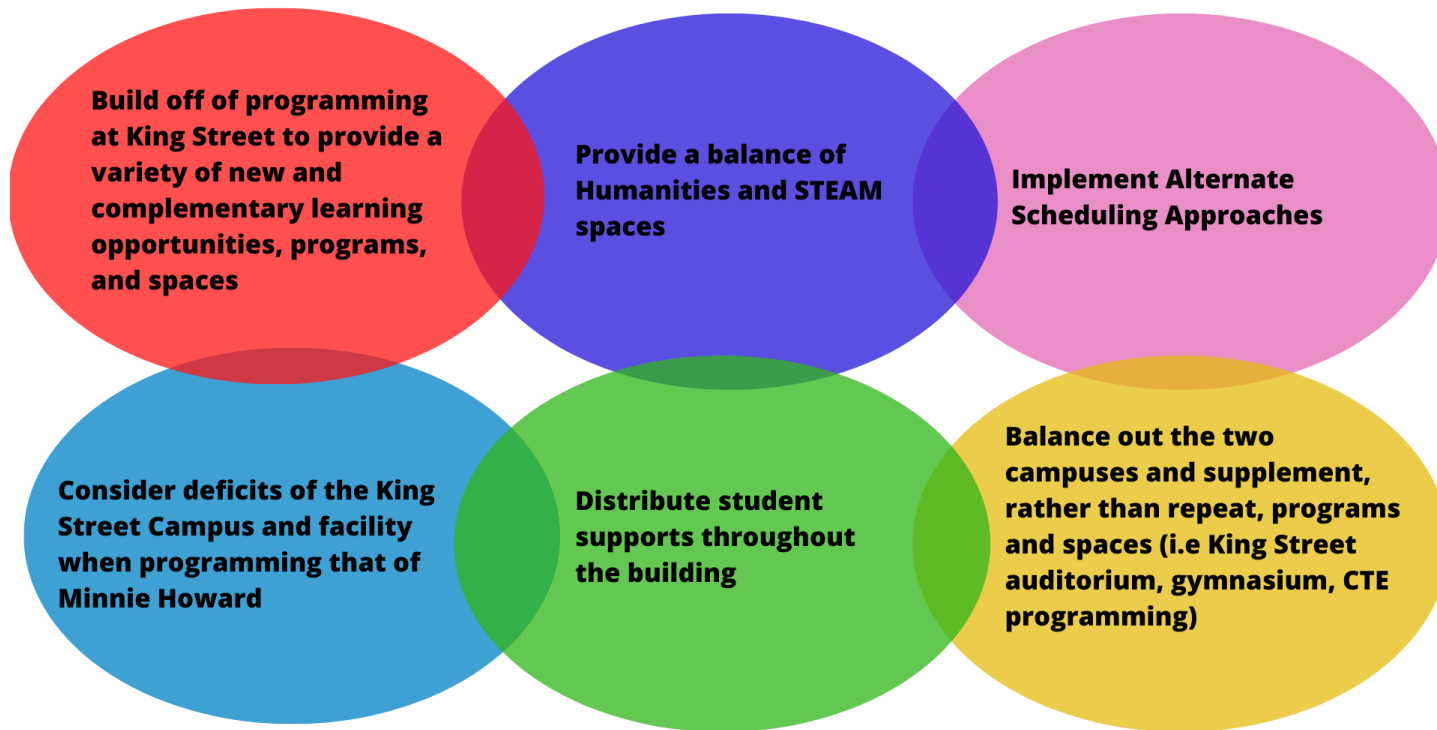 Build off of programming
at King Street to provide a
variety of new and
complementary learning
opportunities, programs,
and spaces
Provide a balance of
Humanities and STEAM
spaces
Implement Alternate
Scheduling Approaches
Consider deficits of the King
Street Campus and facility
when programming that of
Minnie Howard
Distribute student
supports throughout
the building
Balance out the two
campuses and supplement,
rather than repeat, programs
and spaces (i.e King Street
auditorium, gymnasium, CTE
programming)